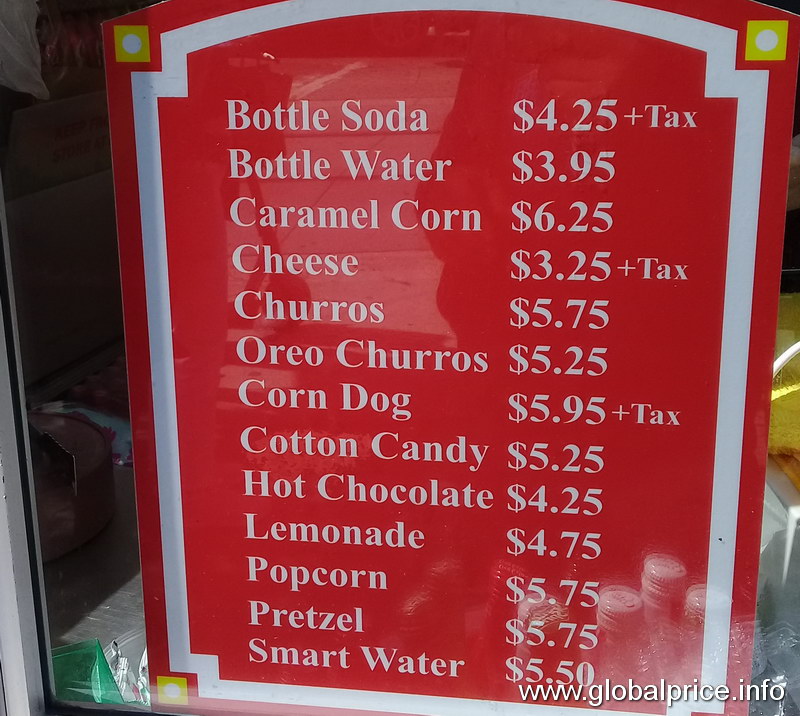 Bottle Soda $4.25 +Tax
Bottle Water $3.95
Caramel Corn $6.25
Cheese $3.25 +Tax
Churros $5.75
Oreo Churros $5.25
Corn Dog $5.95 +Tax
Cotton Candy $5.25
Hot Chocolate $4.25
Lemonade $4.75
Popcorn $5.75
Pretzel $5.75
Smart Water $5.50
www.globalprice.info